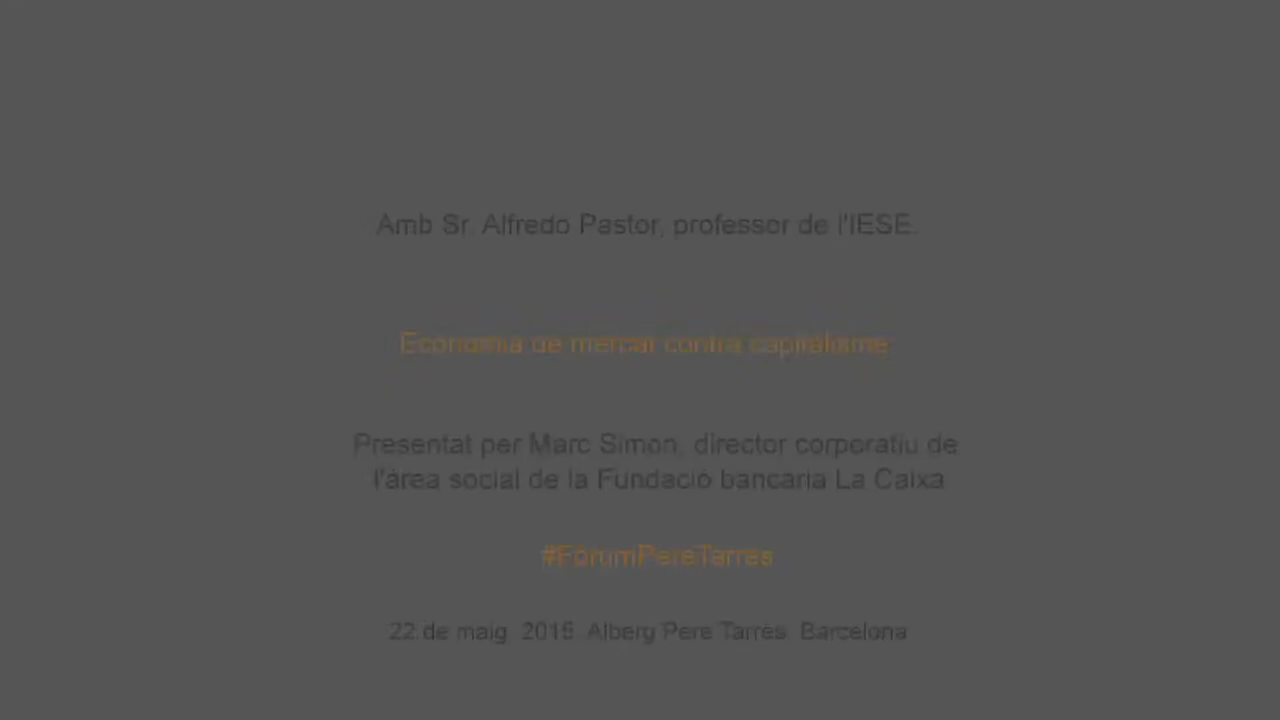 Amb Sr. Alfredo Pastor, professor de l'IESE.
Economia de mercat contra capitalisme
Presentat per Marc Simon, director corporatiu de
l'àrea social de la Fundació bancària La Caixa
#FòrumPereTarrés
22 de maig 2015. Alberg Pere Tarrés. Barcelona